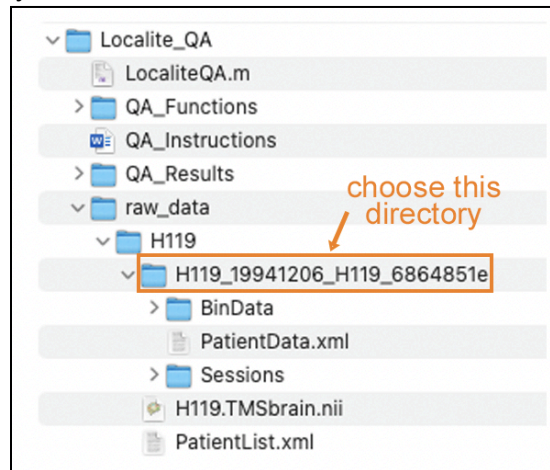 Localite_QA
LocaliteQA.m
QA_Functions
QA_Instructions
QA_Results
raw_data
choose this
directory
H119
H119_19941206_H119_6864851e
BinData
PatientData.xml
Sessions
H119.TMSbrain.nii
PatientList.xml